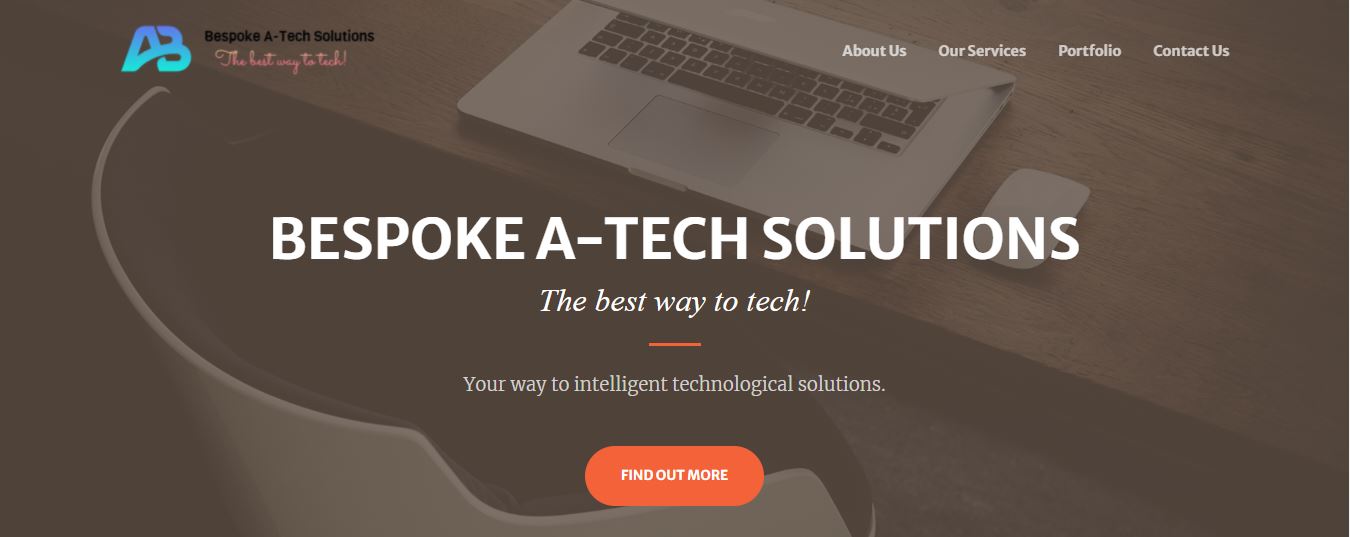 Bespoke A-Tech Solutions
The best way to tech!
About Us Our Services Portfolio Contact Us
BESPOKE A-TECH SOLUTIONS
The best way to tech!
Your way to intelligent technological solutions.
FIND OUT MORE